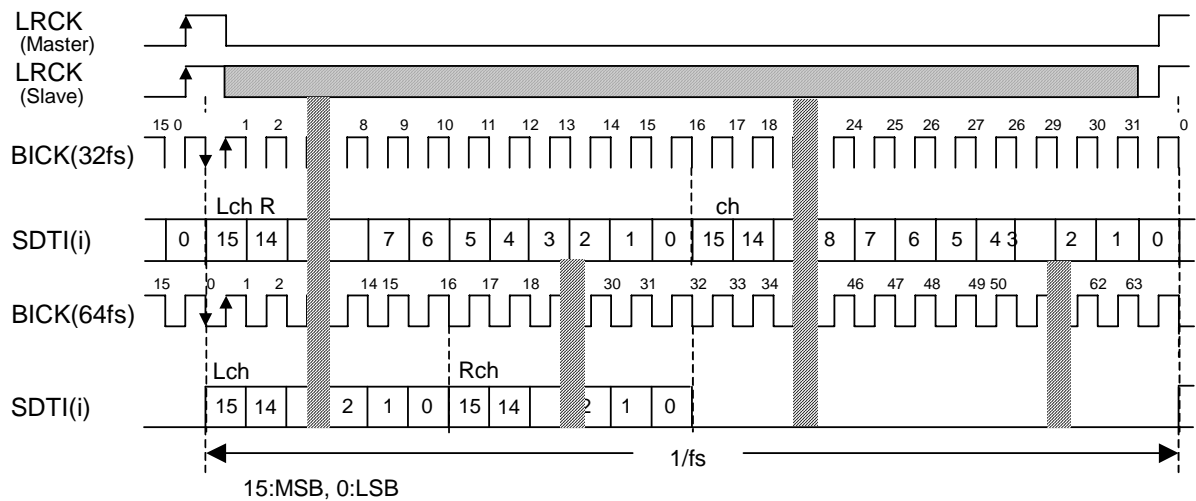 LRCK
(Master)
LRCK
(Slave)
15 0 1 2 8 9 10 11 12 13 14 15 16 17 18 24 25 26 27 26 29 30 31 0
BICK(32fs)
Lch R ch
SDTI(i) 0 15 14 7 6 5 4 3 2 1 0 15 14 8 7 6 5 4 3 2 1 0
15 0 1 2 14 15 16 17 18 30 31 32 33 34 46 47 48 49 50 62 63
BICK(64fs)
Lch Rch
SDTI(i) 15 14 2 1 0 15 14 2 1 0
1/fs
15:MSB, 0:LSB